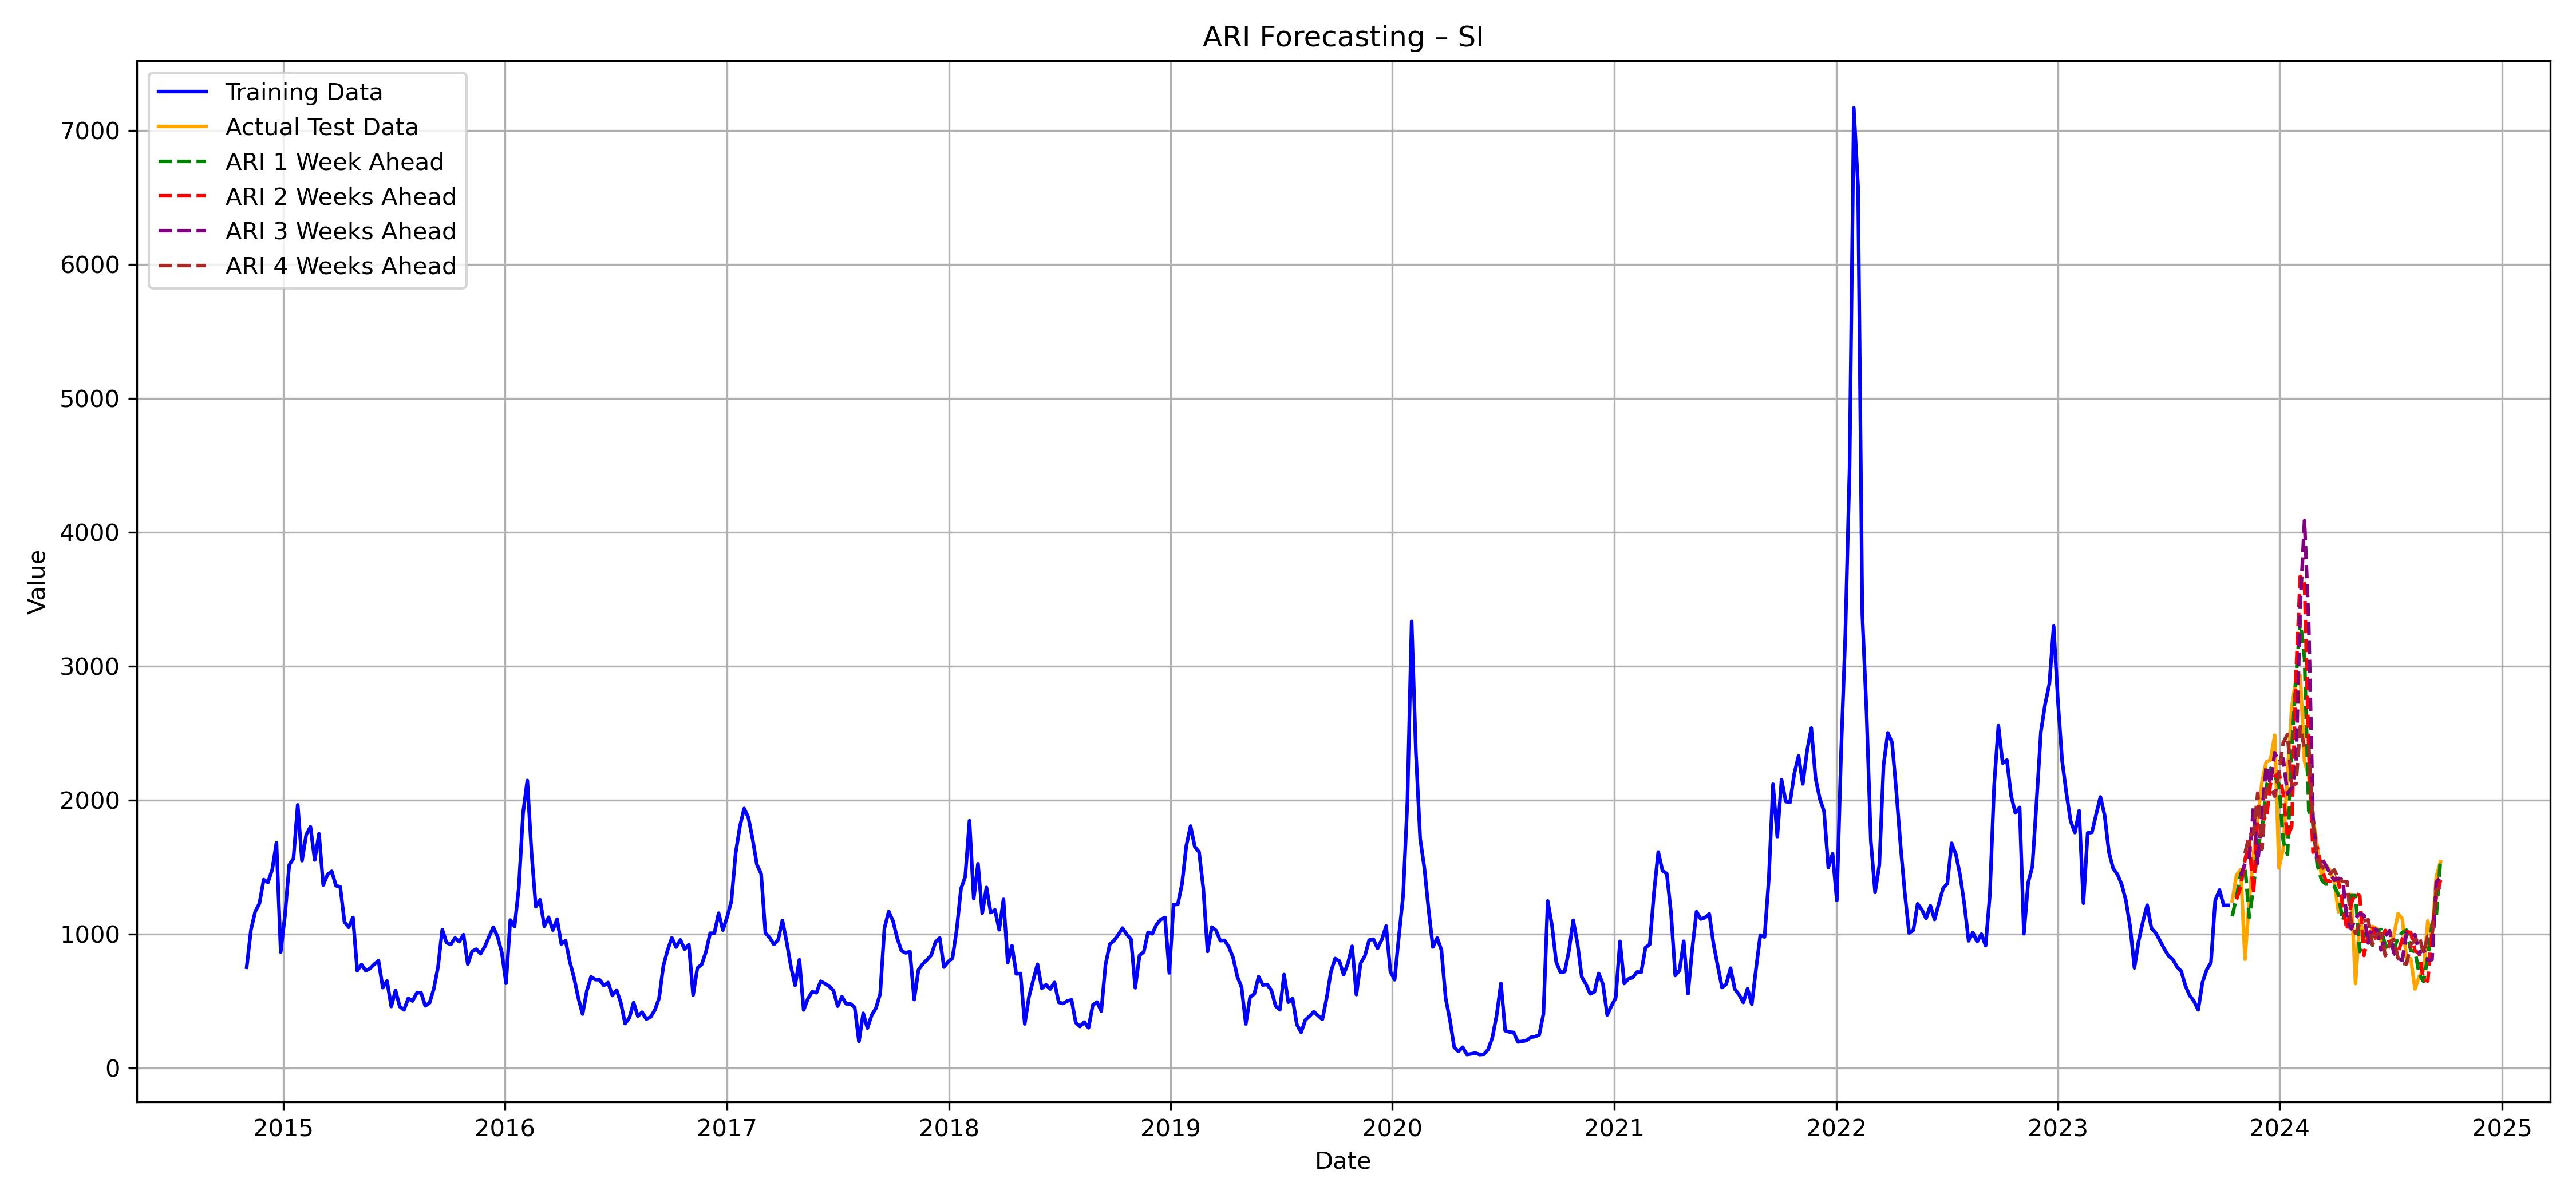 ARI Forecasting – SI
Training Data
Actual Test Data
ARI 1 Week Ahead
ARI 2 Weeks Ahead
ARI 3 Weeks Ahead
ARI 4 Weeks Ahead
7000
6000
5000
4000
3000
2000
1000
0
Value
2015 2016 2017 2018 2019 2020 2021 2022 2023 2024 2025
Date